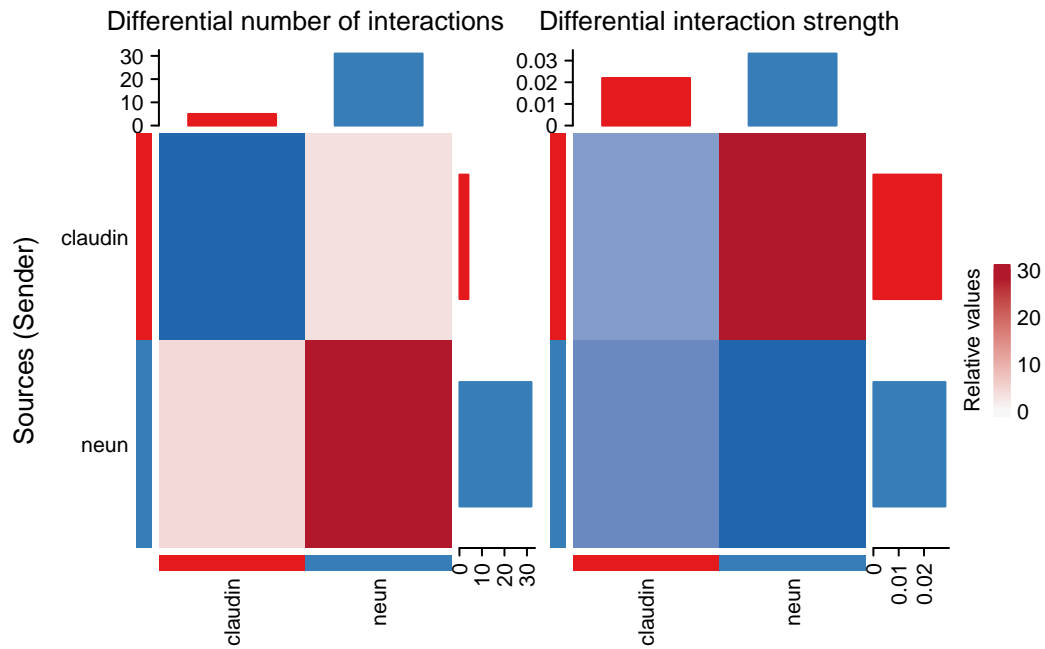 Differential number of interactions
Differential interaction strength
30
20
10
0
0.03
0.02
0.01
0
Sources (Sender)
claudin
neun
claudin
neun
0
10
20
30
claudin
neun
0
0.01
0.02
Relative values
30
20
10
0